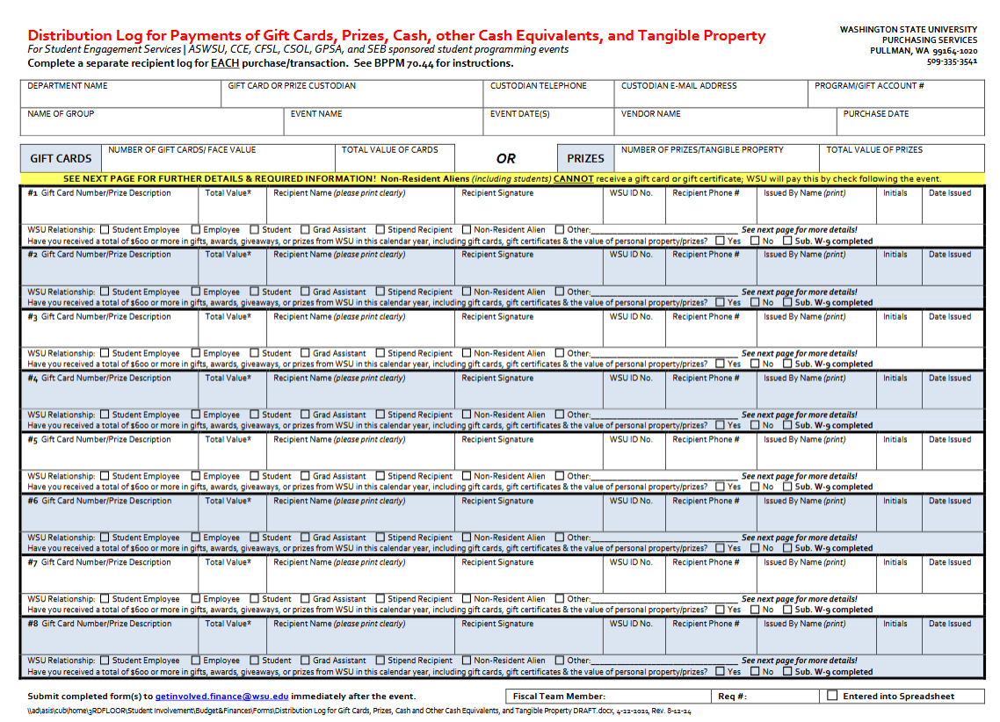 Distribution Log for Payments of Gift Cards, Prizes, Cash, other Cash Equivalents, and Tangible Property
For Student Engagement Services | ASWSU, CCE, CFSL, CSOL, GPSA, and SEB sponsored student programming events
Complete a separate recipient log for EACH purchase/transaction. See BPPM 70.44 for instructions.
WASHINGTON STATE UNIVERSITY
PURCHASING SERVICES
PULLMAN, WA 99164-1020
509-335-3541
DEPARTMENT NAME GIFT CARD OR PRIZE CUSTODIAN CUSTODIAN TELEPHONE CUSTODIAN E-MAIL ADDRESS PROGRAM/GIFT ACCOUNT #
NAME OF GROUP EVENT NAME EVENT DATE(S) VENDOR NAME PURCHASE DATE
GIFT CARDS NUMBER OF GIFT CARDS/ FACE VALUE TOTAL VALUE OF CARDS OR PRIZES NUMBER OF PRIZES/TANGIBLE PROPERTY TOTAL VALUE OF PRIZES
SEE NEXT PAGE FOR FURTHER DETAILS & REQUIRED INFORMATION! Non-Resident Aliens (including students) CANNOT receive a gift card or gift certificate; WSU will pay this by check following the event.
#1 Gift Card Number/Prize Description Total Value* Recipient Name (please print clearly) Recipient Signature WSU ID No. Recipient Phone # Issued By Name (print) Initials Date Issued
WSU Relationship: ☐ Student Employee ☐ Employee ☐ Student ☐ Grad Assistant ☐ Stipend Recipient ☐ Non-Resident Alien ☐ Other:____________________ See next page for more details!
Have you received a total of $600 or more in gifts, awards, giveaways, or prizes from WSU in this calendar year, including gift cards, gift certificates & the value of personal property/prizes? ☐ Yes ☐ No ☐ Sub. W-9 completed
#2 Gift Card Number/Prize Description Total Value* Recipient Name (please print clearly) Recipient Signature WSU ID No. Recipient Phone # Issued By Name (print) Initials Date Issued
WSU Relationship: ☐ Student Employee ☐ Employee ☐ Student ☐ Grad Assistant ☐ Stipend Recipient ☐ Non-Resident Alien ☐ Other:____________________ See next page for more details!
Have you received a total of $600 or more in gifts, awards, giveaways, or prizes from WSU in this calendar year, including gift cards, gift certificates & the value of personal property/prizes? ☐ Yes ☐ No ☐ Sub. W-9 completed
#3 Gift Card Number/Prize Description Total Value* Recipient Name (please print clearly) Recipient Signature WSU ID No. Recipient Phone # Issued By Name (print) Initials Date Issued
WSU Relationship: ☐ Student Employee ☐ Employee ☐ Student ☐ Grad Assistant ☐ Stipend Recipient ☐ Non-Resident Alien ☐ Other:____________________ See next page for more details!
Have you received a total of $600 or more in gifts, awards, giveaways, or prizes from WSU in this calendar year, including gift cards, gift certificates & the value of personal property/prizes? ☐ Yes ☐ No ☐ Sub. W-9 completed
#4 Gift Card Number/Prize Description Total Value* Recipient Name (please print clearly) Recipient Signature WSU ID No. Recipient Phone # Issued By Name (print) Initials Date Issued
WSU Relationship: ☐ Student Employee ☐ Employee ☐ Student ☐ Grad Assistant ☐ Stipend Recipient ☐ Non-Resident Alien ☐ Other:____________________ See next page for more details!
Have you received a total of $600 or more in gifts, awards, giveaways, or prizes from WSU in this calendar year, including gift cards, gift certificates & the value of personal property/prizes? ☐ Yes ☐ No ☐ Sub. W-9 completed
#5 Gift Card Number/Prize Description Total Value* Recipient Name (please print clearly) Recipient Signature WSU ID No. Recipient Phone # Issued By Name (print) Initials Date Issued
WSU Relationship: ☐ Student Employee ☐ Employee ☐ Student ☐ Grad Assistant ☐ Stipend Recipient ☐ Non-Resident Alien ☐ Other:____________________ See next page for more details!
Have you received a total of $600 or more in gifts, awards, giveaways, or prizes from WSU in this calendar year, including gift cards, gift certificates & the value of personal property/prizes? ☐ Yes ☐ No ☐ Sub. W-9 completed
#6 Gift Card Number/Prize Description Total Value* Recipient Name (please print clearly) Recipient Signature WSU ID No. Recipient Phone # Issued By Name (print) Initials Date Issued
WSU Relationship: ☐ Student Employee ☐ Employee ☐ Student ☐ Grad Assistant ☐ Stipend Recipient ☐ Non-Resident Alien ☐ Other:____________________ See next page for more details!
Have you received a total of $600 or more in gifts, awards, giveaways, or prizes from WSU in this calendar year, including gift cards, gift certificates & the value of personal property/prizes? ☐ Yes ☐ No ☐ Sub. W-9 completed
#7 Gift Card Number/Prize Description Total Value* Recipient Name (please print clearly) Recipient Signature WSU ID No. Recipient Phone # Issued By Name (print) Initials Date Issued
WSU Relationship: ☐ Student Employee ☐ Employee ☐ Student ☐ Grad Assistant ☐ Stipend Recipient ☐ Non-Resident Alien ☐ Other:____________________ See next page for more details!
Have you received a total of $600 or more in gifts, awards, giveaways, or prizes from WSU in this calendar year, including gift cards, gift certificates & the value of personal property/prizes? ☐ Yes ☐ No ☐ Sub. W-9 completed
#8 Gift Card Number/Prize Description Total Value* Recipient Name (please print clearly) Recipient Signature WSU ID No. Recipient Phone # Issued By Name (print) Initials Date Issued
WSU Relationship: ☐ Student Employee ☐ Employee ☐ Student ☐ Grad Assistant ☐ Stipend Recipient ☐ Non-Resident Alien ☐ Other:____________________ See next page for more details!
Have you received a total of $600 or more in gifts, awards, giveaways, or prizes from WSU in this calendar year, including gift cards, gift certificates & the value of personal property/prizes? ☐ Yes ☐ No ☐ Sub. W-9 completed
Submit completed form(s) to getinvolved.finance@wsu.edu immediately after the event. Fiscal Team Member: Req #: ☐ Entered into Spreadsheet
\\ad\asis\cub\home\3RDFLOOR\Student Involvement\Budget&Finances\Forms\Distribution Log for Gift Cards, Prizes, Cash and Other Cash Equivalents, and Tangible Property DRAFT.docx, 4-22-2021, Rev. 8-12-24